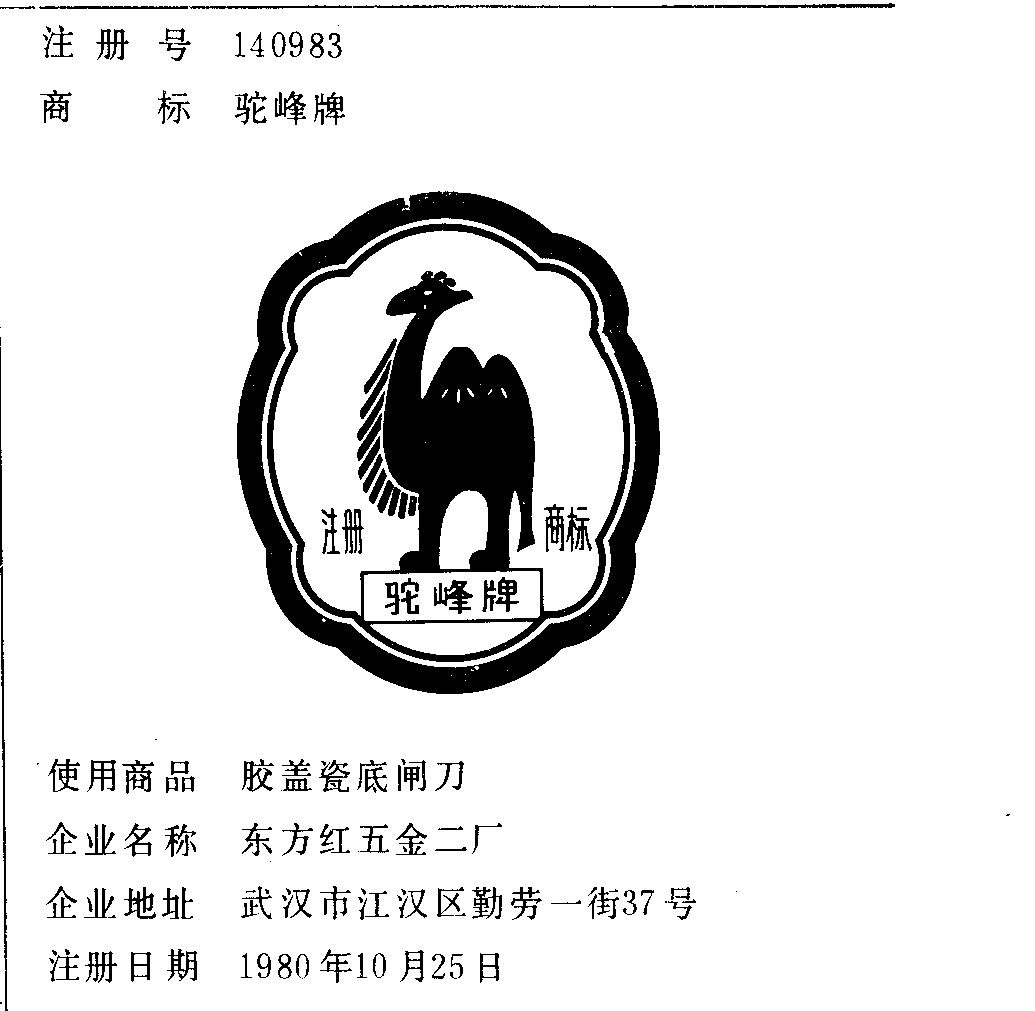 注册号 140983
商标 驼峰牌
注册 商标
驼峰牌
使用商品 胶盖瓷底闸刀
企业名称 东方红五金二厂
企业地址 武汉市江汉区勤劳一街37号
注册日期 1980年10月25日